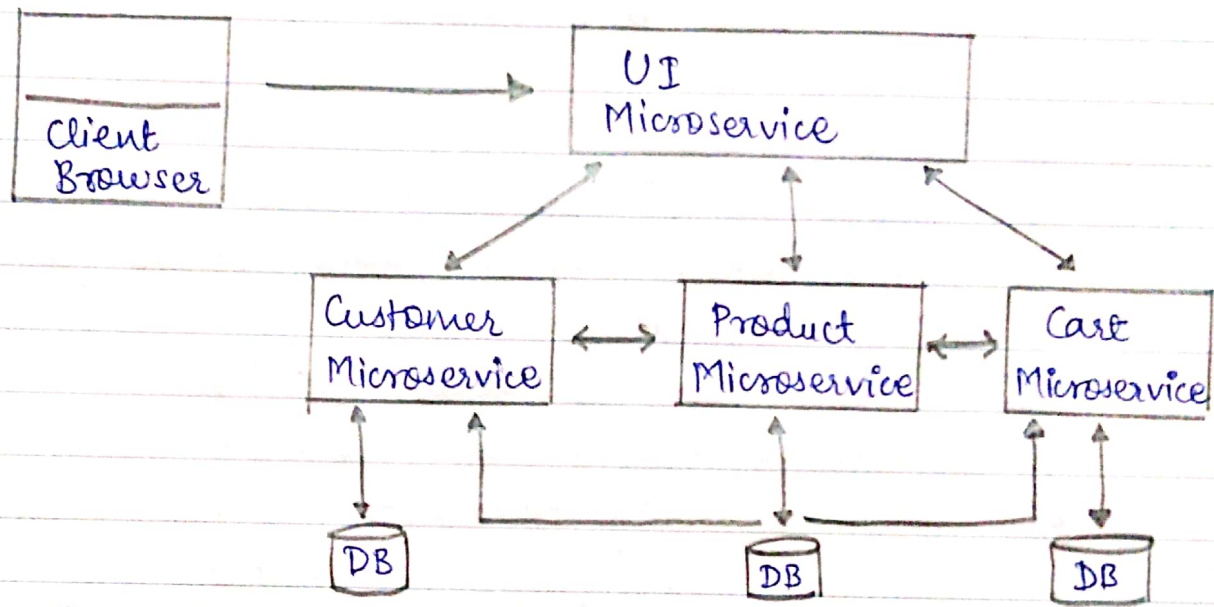 UI
Microservice
Client
Browser
Customer
Microservice
Product
Microservice
Cart
Microservice
DB
DB
DB